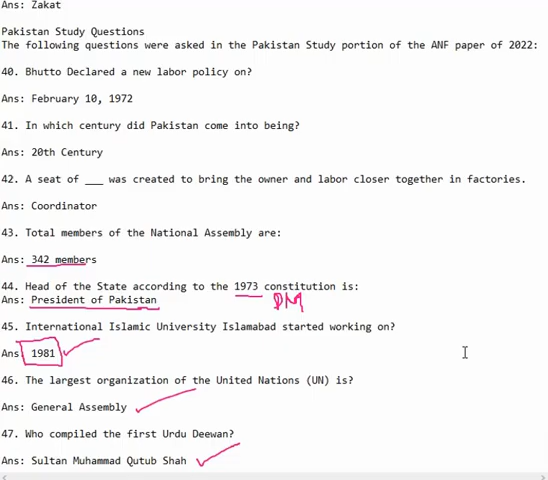 Ans: Zakat
Pakistan Study Questions
The following questions were asked in the Pakistan Study portion of the ANF paper of 2022:
40. Bhutto Declared a new labor policy on?
Ans: February 10, 1972
41. In which century did Pakistan come into being?
Ans: 20th Century
42. A seat of ___ was created to bring the owner and labor closer together in factories.
Ans: Coordinator
43. Total members of the National Assembly are:
Ans: 342 members
44. Head of the State according to the 1973 constitution is:
Ans: President of Pakistan
PM
45. International Islamic University Islamabad started working on?
Ans 1981
46. The largest organization of the United Nations (UN) is?
Ans: General Assembly
47. Who compiled the first Urdu Deewan?
Ans: Sultan Muhammad Qutub Shah